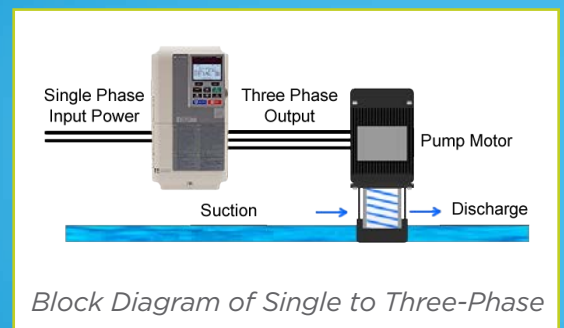 Single Phase
Input Power
Three Phase
Output
Pump Motor
Suction
Discharge
Block Diagram of Single to Three-Phase